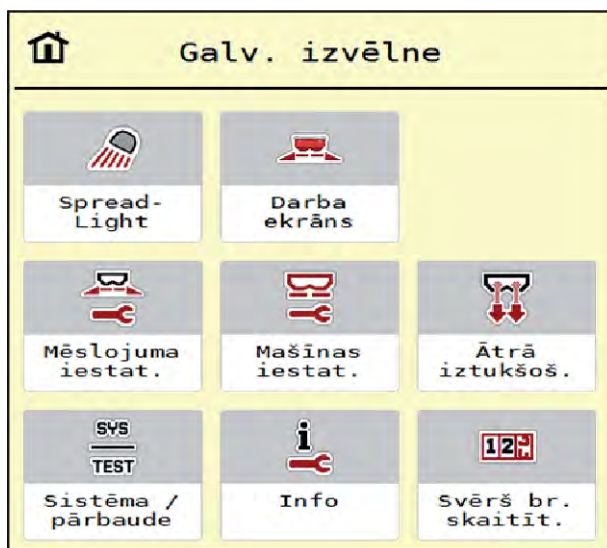 Galv. izvēlne
Spread-
Light
Darba
ekrāns
Mēslojuma
iestat.
Mašīnas
iestat.
Ātrā
iztukšoš.
SYS
TEST
Sistēma /
pārbaude
i
Info
12
Svērš br.
skaitīt.